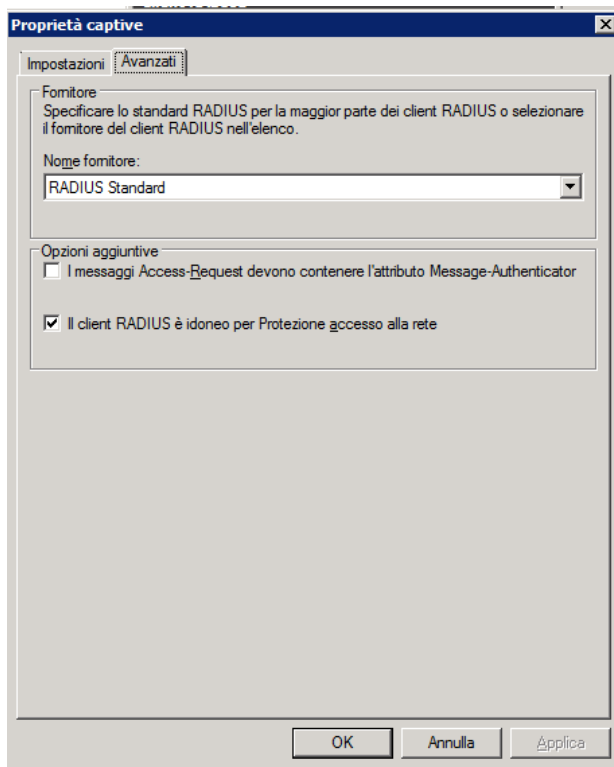 Proprietà captive
Impostazioni
Avanzati
Fornitore
Specificare lo standard RADIUS per la maggior parte dei client RADIUS o selezionare
il fornitore del client RADIUS nell'elenco.
Nome fornitore:
RADIUS Standard
Opzioni aggiuntive
I messaggi Access-Request devono contenere l'attributo Message-Authenticator
Il client RADIUS è idoneo per Protezione accesso alla rete
OK
Annulla
Applica